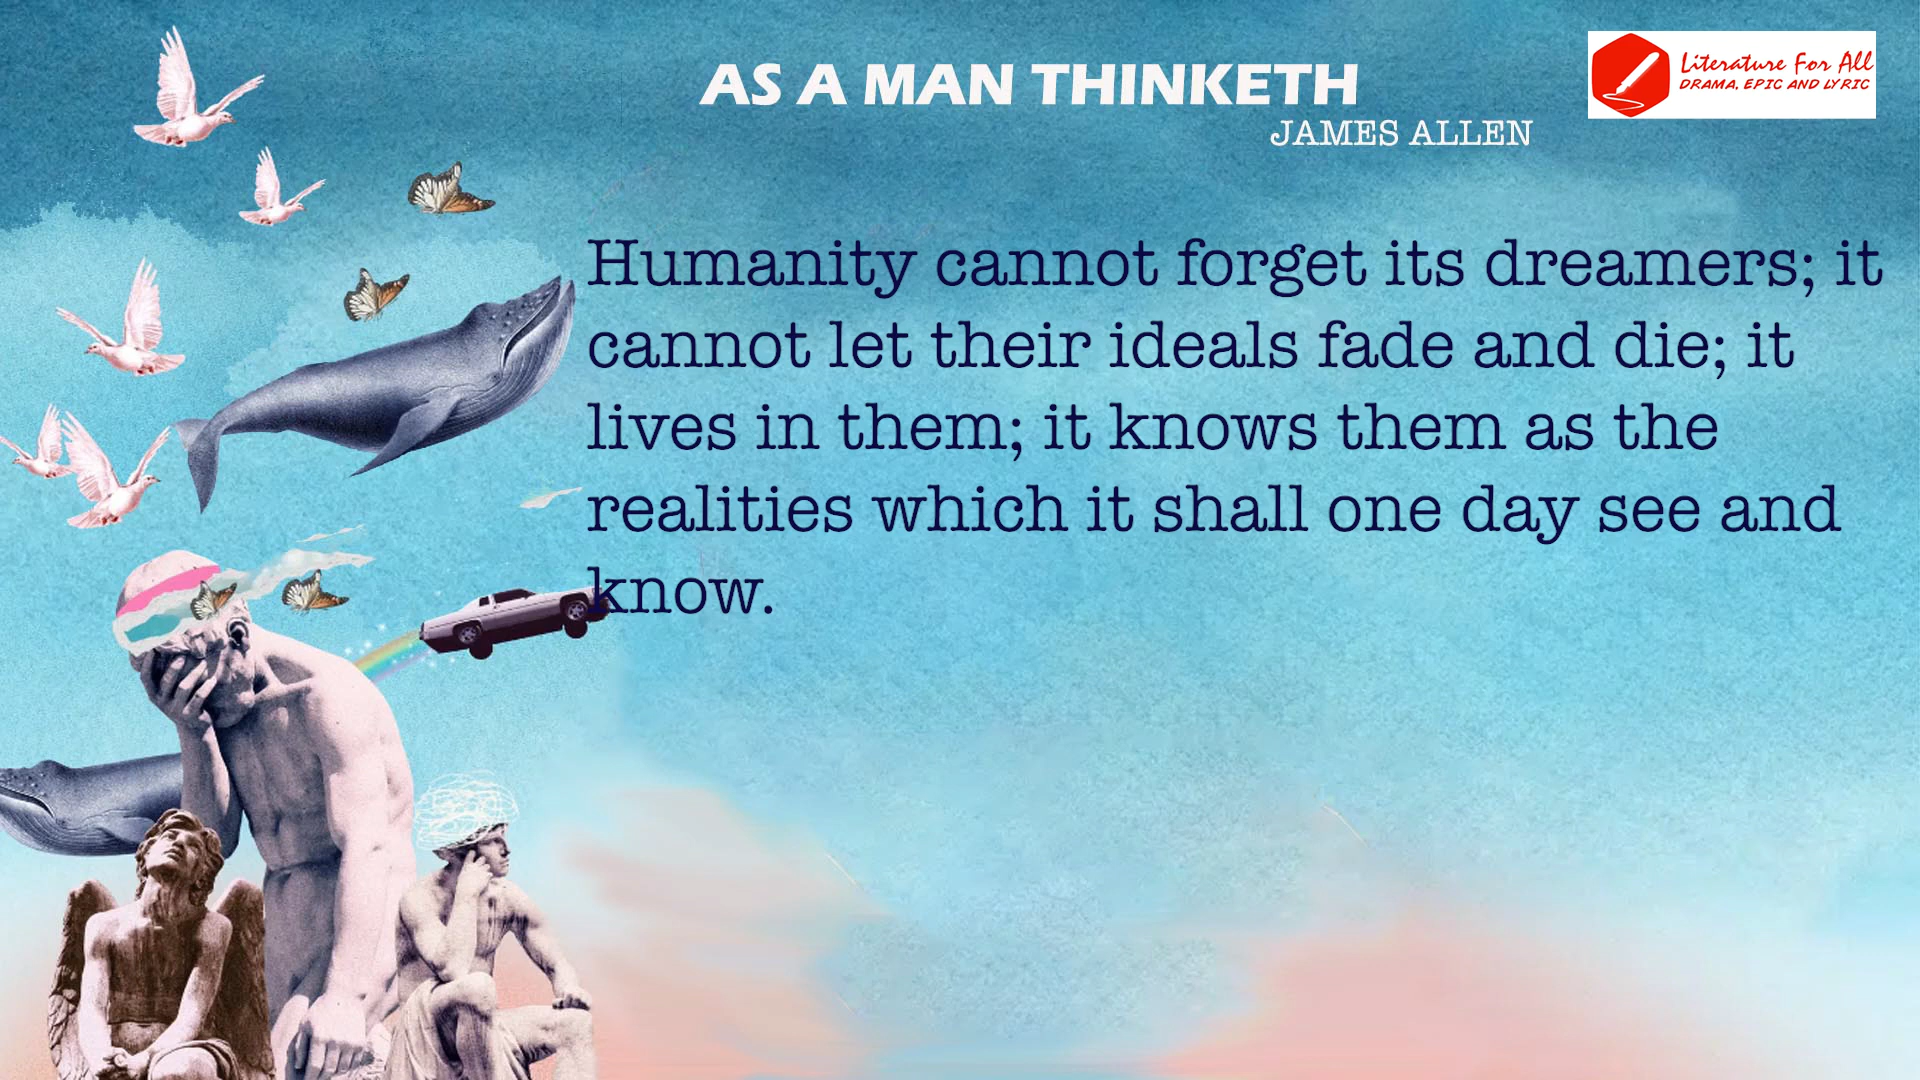 AS A MAN THINKETH
JAMES ALLEN
Literature For All
DRAMA, EPIC AND LYRIC
Humanity cannot forget its dreamers; it
cannot let their ideals fade and die; it
lives in them; it knows them as the
realities which it shall one day see and
know.